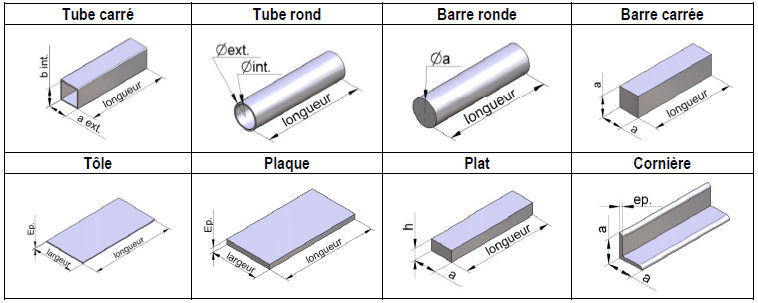 Tube carré
Tube rond
Barre ronde
Barre carrée
b int.
a ext.
longueur
Øext.
Øint.
longueur
Øa
longueur
a
a
longueur
Tôle
Plaque
Plat
Cornière
Ep.
largeur
longueur
Ep.
largeur
longueur
h
a
longueur
ep.
a
a